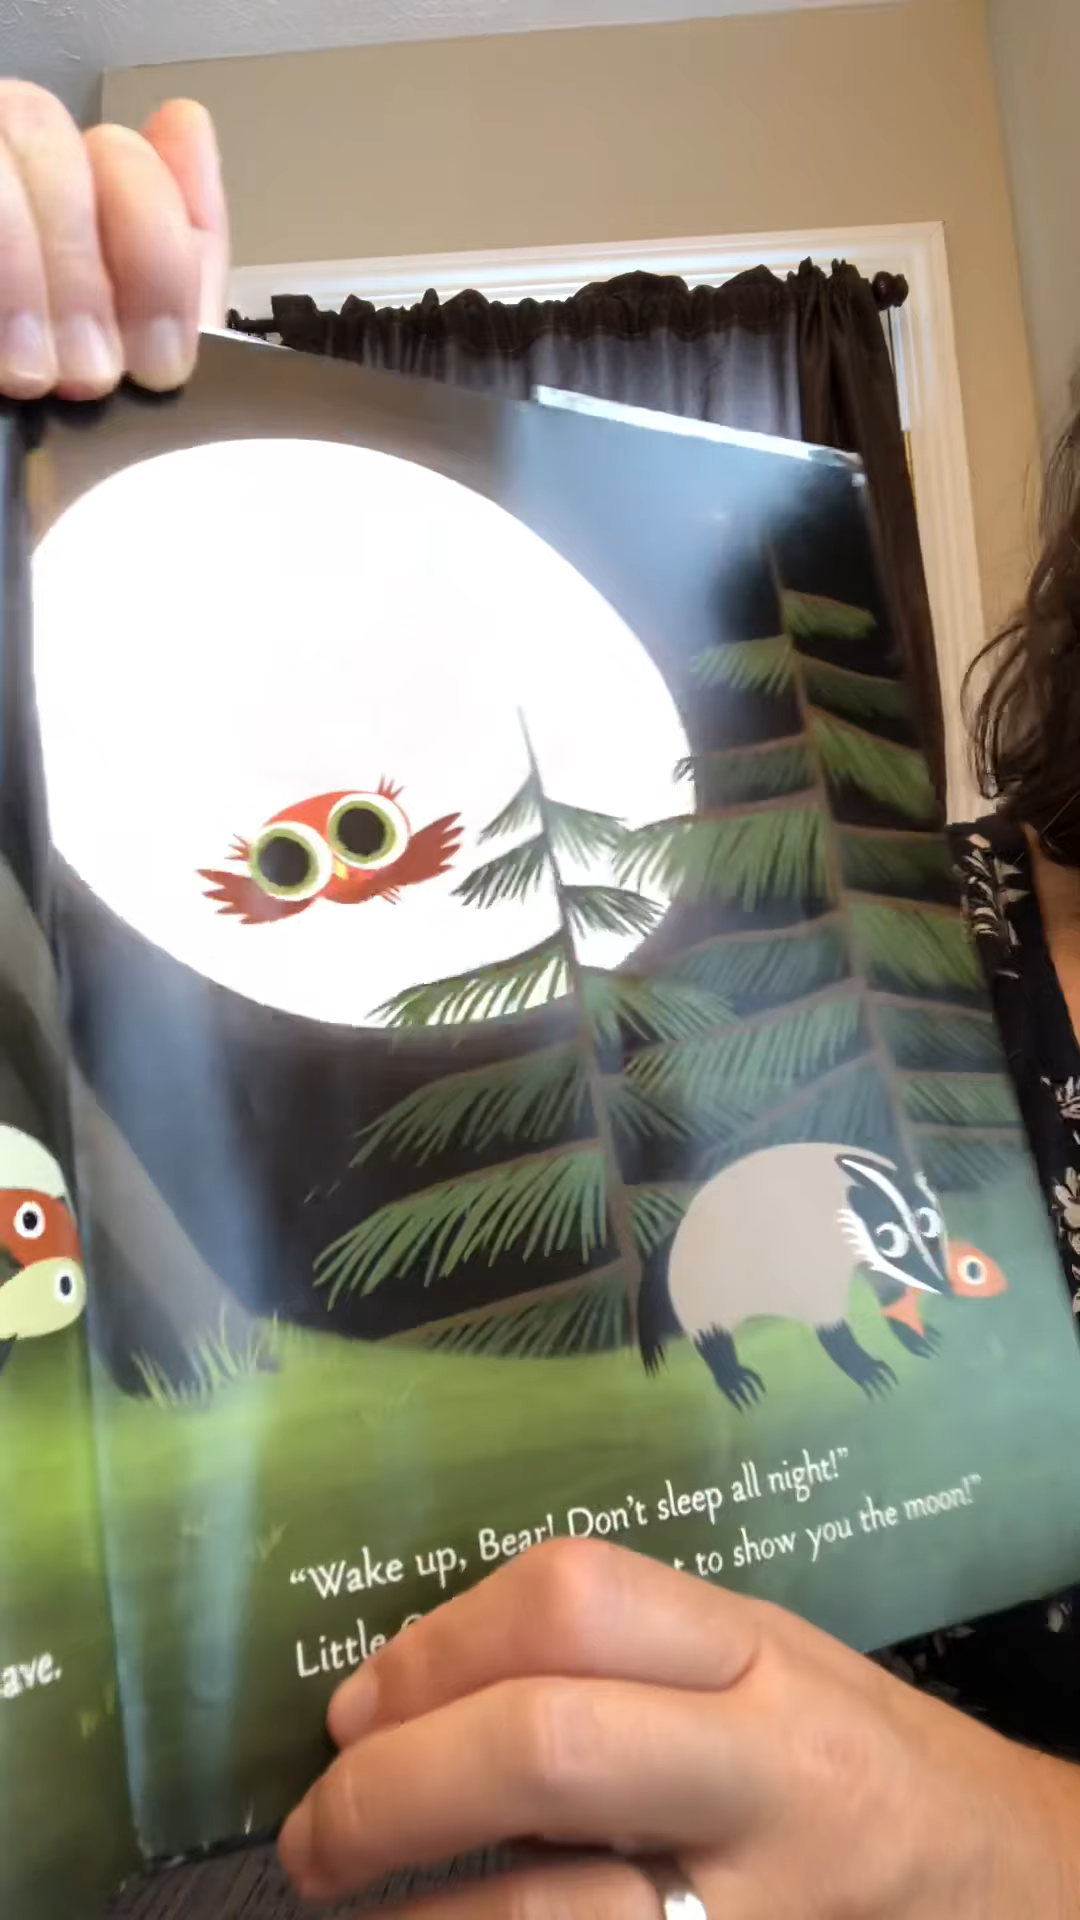 "Wake up, Bear! Don't sleep all night!"
Little to show you the moon!"
ave.